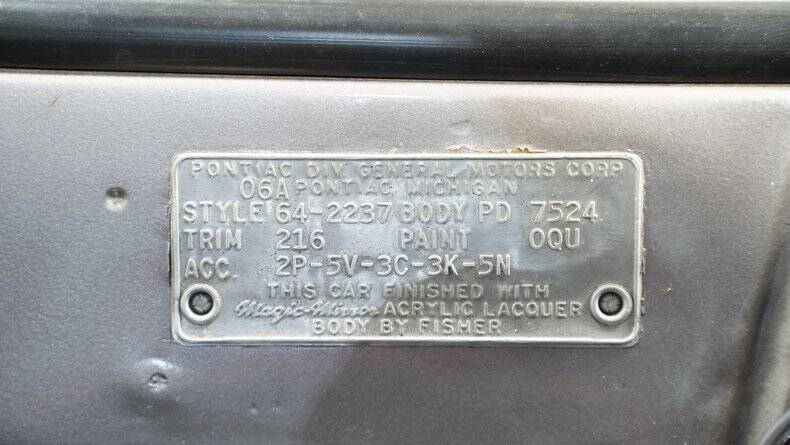 PONTIAC DIV GENERAL MOTORS CORP
06A PONTIAC MICHIGAN
STYLE 64-2237 BODY PD 7524
TRIM 216 PAINT OQU
ACC. 2P-5V-3C-3K-5N
THIS CAR FINISHED WITH
Magic-Mirror ACRYLIC LACQUER
BODY BY FISHER